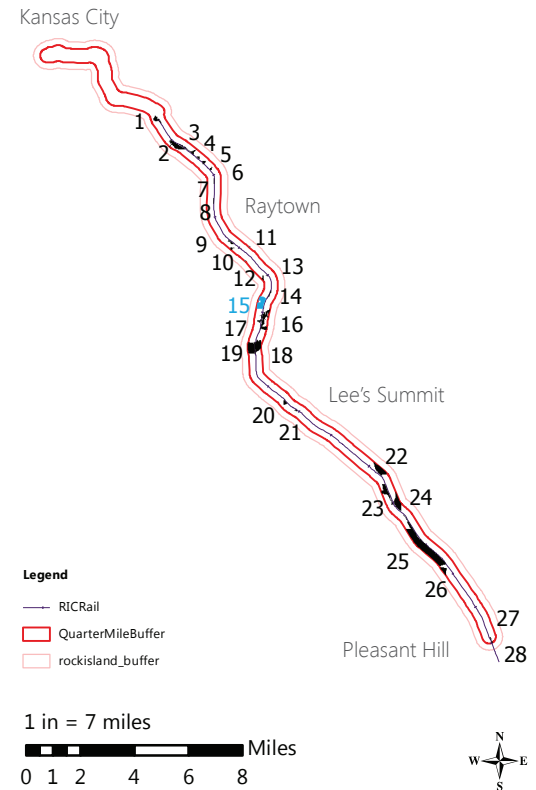 Kansas City
1
2
3
4
5
6
7
8
Raytown
9
10
11
12
13
14
15
16
17
18
19
Lee's Summit
20
21
22
23
24
25
26
27
Pleasant Hill
28
Legend
RICRail
QuarterMileBuffer
rockisland_buffer
1 in = 7 miles
Miles
0 1 2 4 6 8
N
W E
S